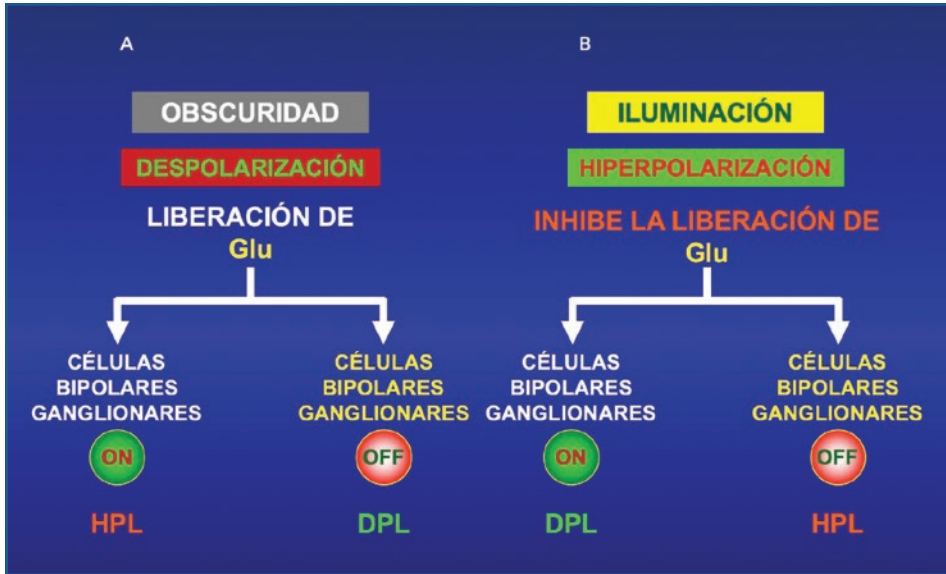 A
OBSCURIDAD
DESPOLARIZACIÓN
LIBERACIÓN DE
Glu
CÉLULAS
BIPOLARES
GANGLIONARES
ON
HPL
CÉLULAS
BIPOLARES
GANGLIONARES
OFF
DPL
B
ILUMINACIÓN
HIPERPOLARIZACIÓN
INHIBE LA LIBERACIÓN DE
Glu
CÉLULAS
BIPOLARES
GANGLIONARES
ON
DPL
CÉLULAS
BIPOLARES
GANGLIONARES
OFF
HPL